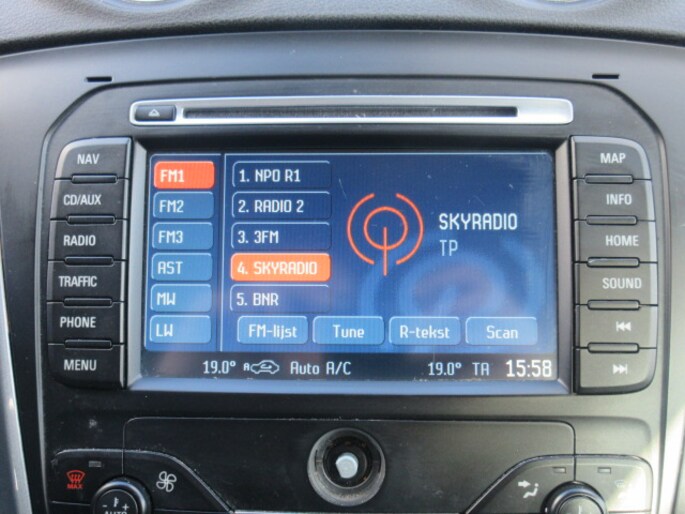 NAV
CD/AUX
RADIO
TRAFFIC
PHONE
MENU
FM1
FM2
FM3
AST
MW
LW
1. NPO R1
2. RADIO 2
3. 3FM
4. SKYRADIO
5. BNR
SKYRADIO
TP
FM-lijst Tune R-tekst Scan
19.0° A Auto A/C 19.0° TA 15:58
MAP
INFO
HOME
SOUND
MAX
AUTO